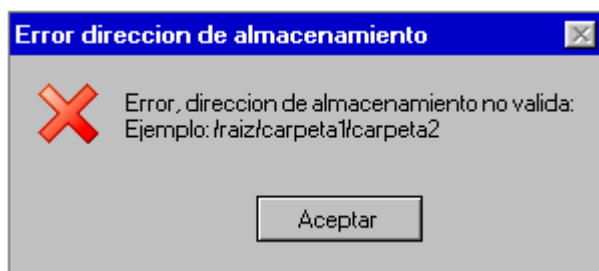 Error direccion de almacenamiento
Error, direccion de almacenamiento no valida:
Ejemplo: /raiz/carpeta1/carpeta2
Aceptar